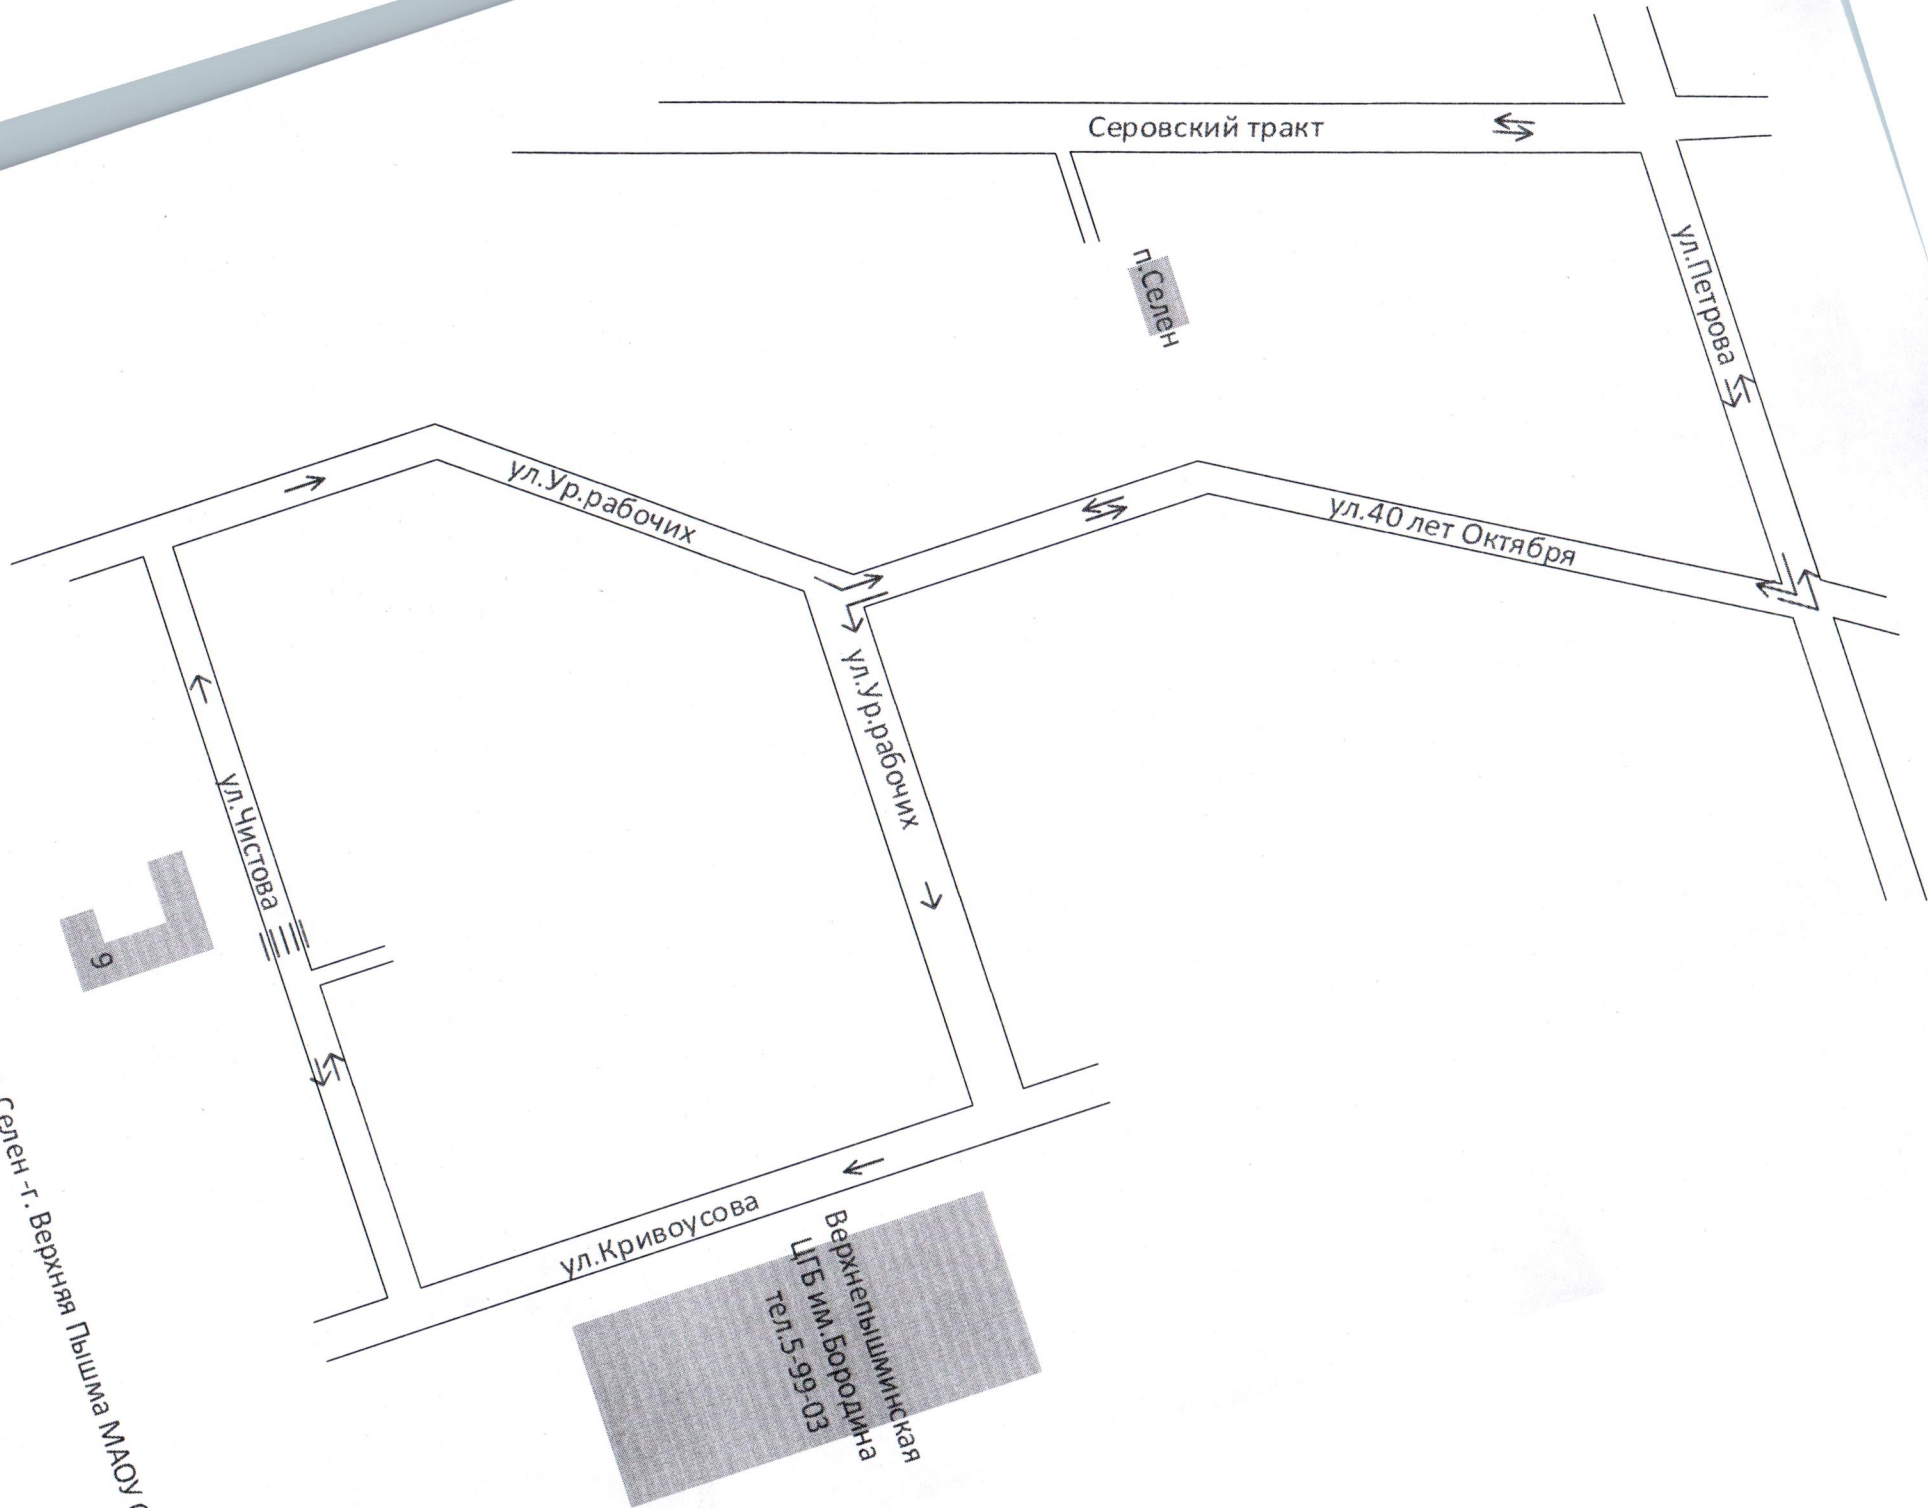 Серовский тракт
п.Селен
ул.Петрова
ул.Ур.рабочих
ул.40 лет Октября
ул.Ур.рабочих
ул.Чистова
9
ул.Кривоусова
Верхнепышминская
ЦГБ им.Бородина
тел.5-99-03
Селен -г. Верхняя Пышма МАОУ